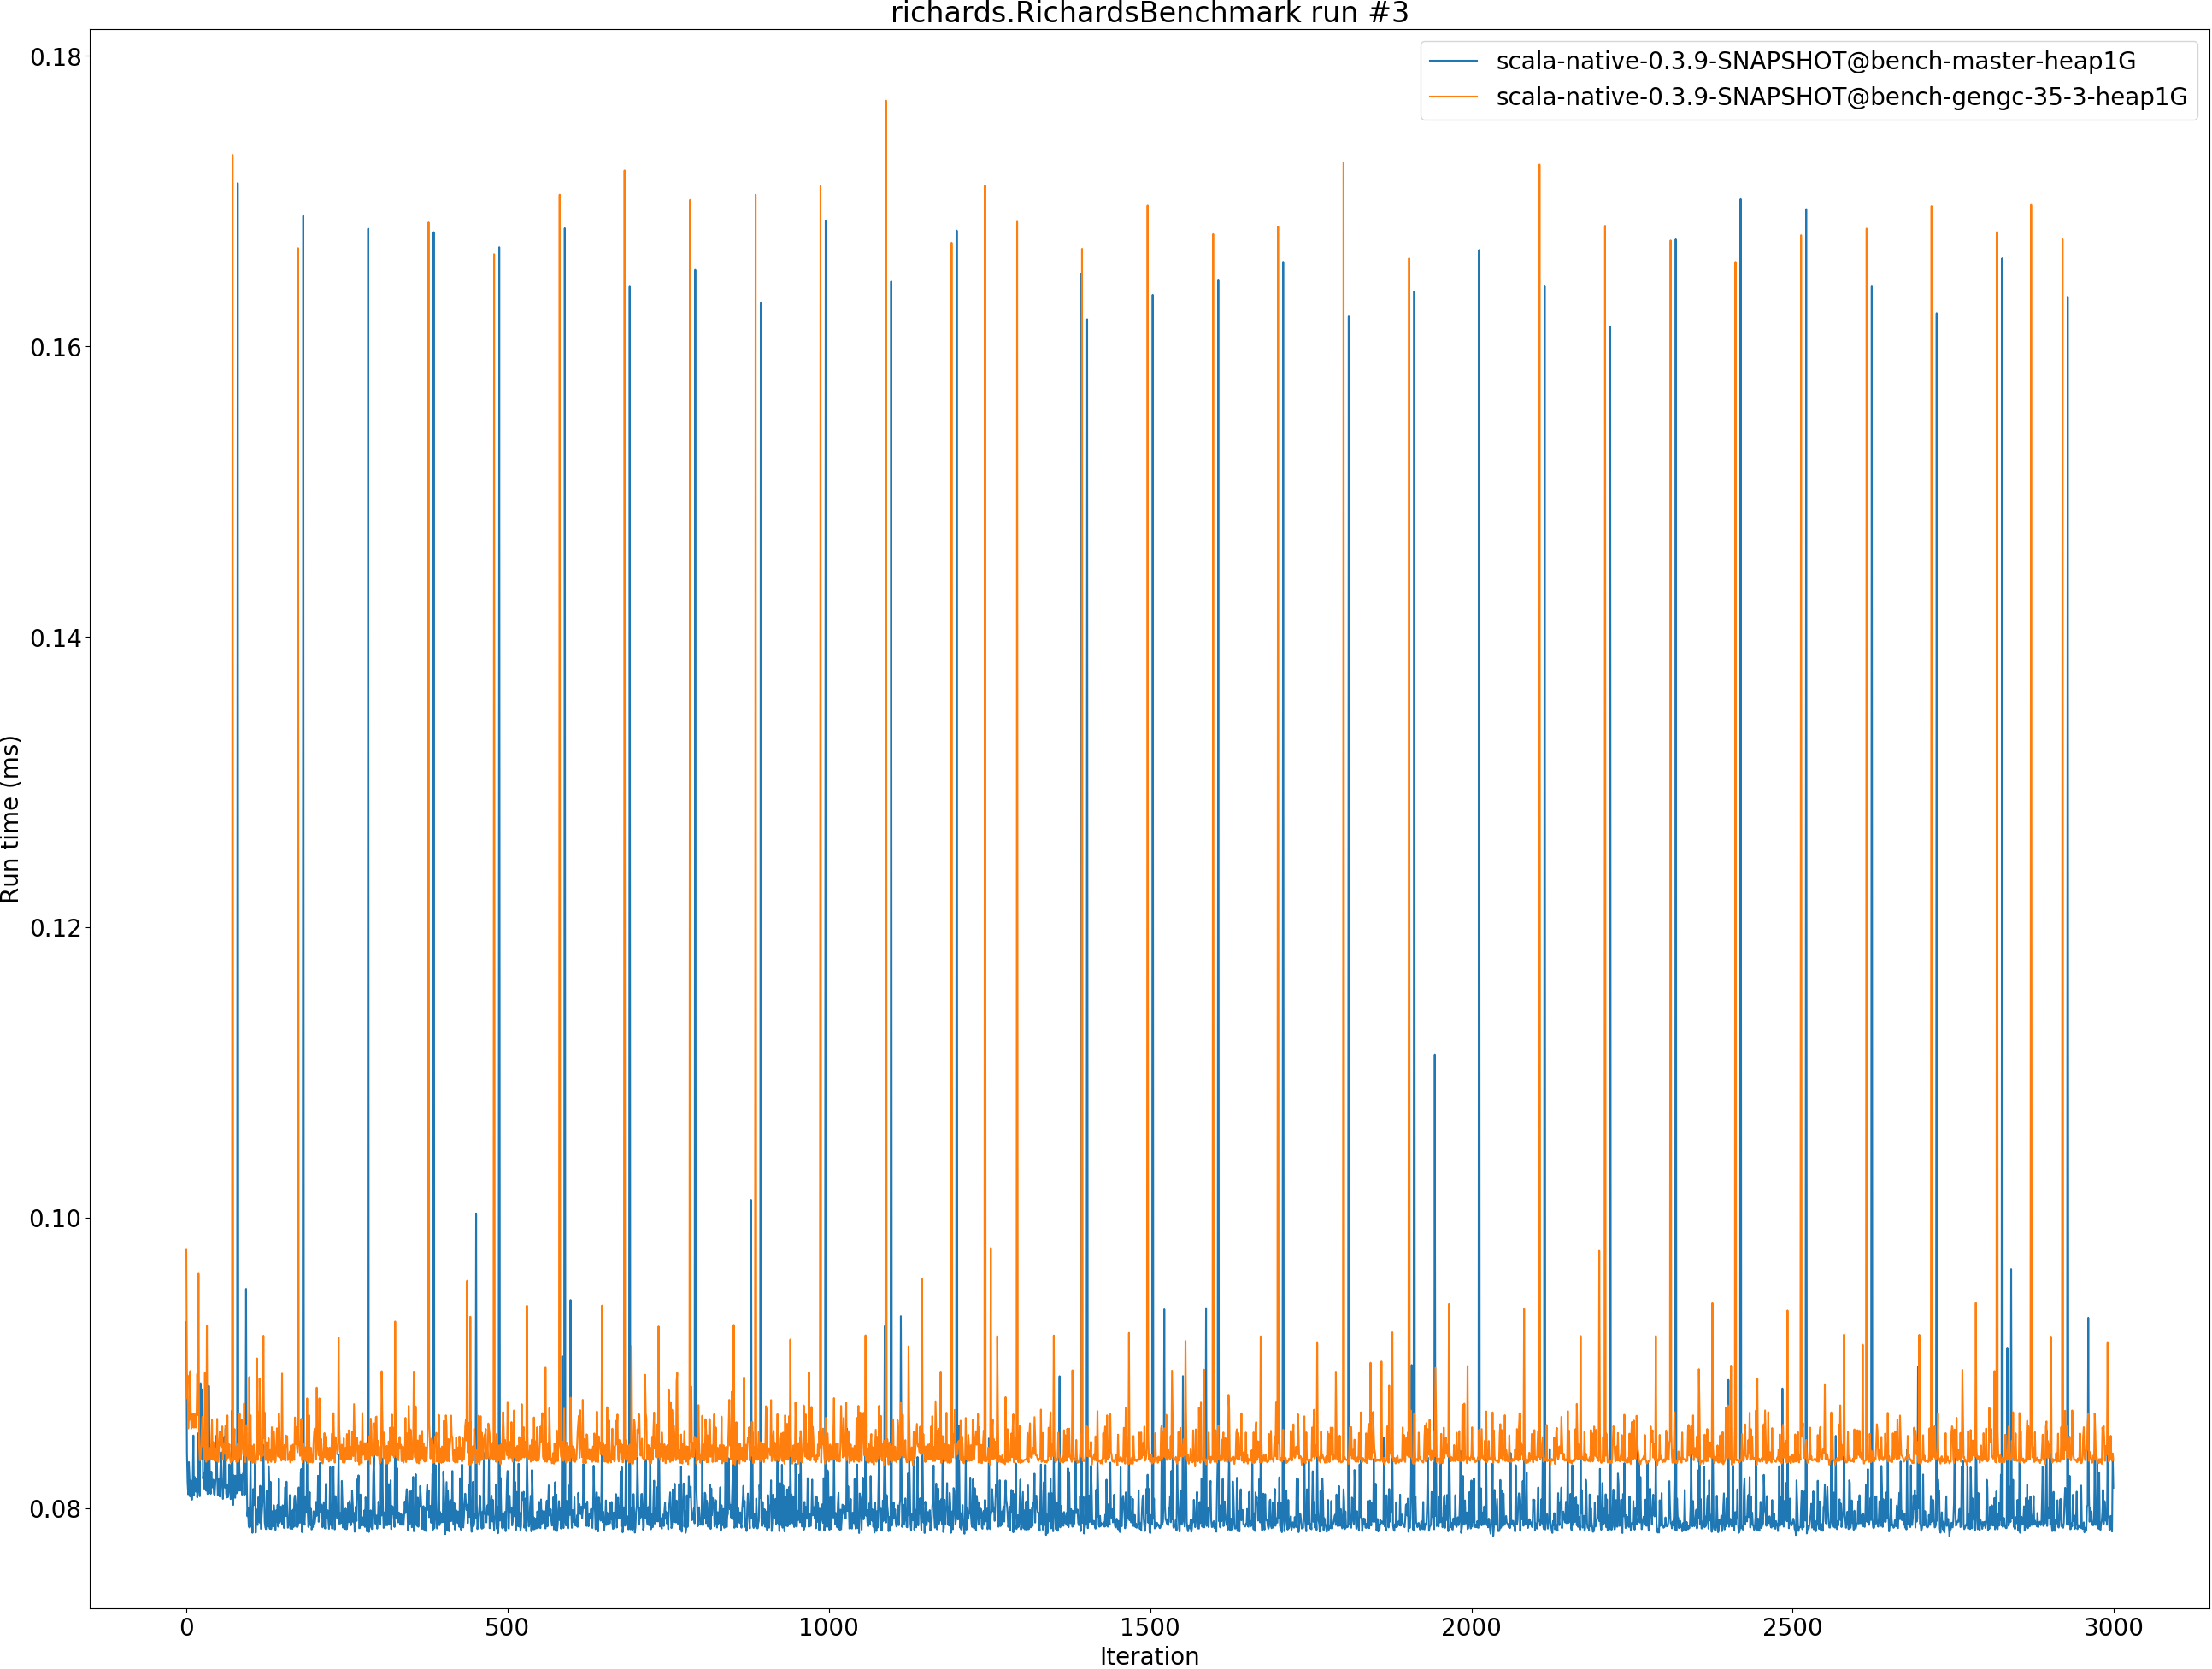 richards.RichardsBenchmark run #3
scala-native-0.3.9-SNAPSHOT@bench-master-heap1G
scala-native-0.3.9-SNAPSHOT@bench-gengc-35-3-heap1G
Run time (ms)
0.18
0.16
0.14
0.12
0.10
0.08
0 500 1000 1500 2000 2500 3000
Iteration